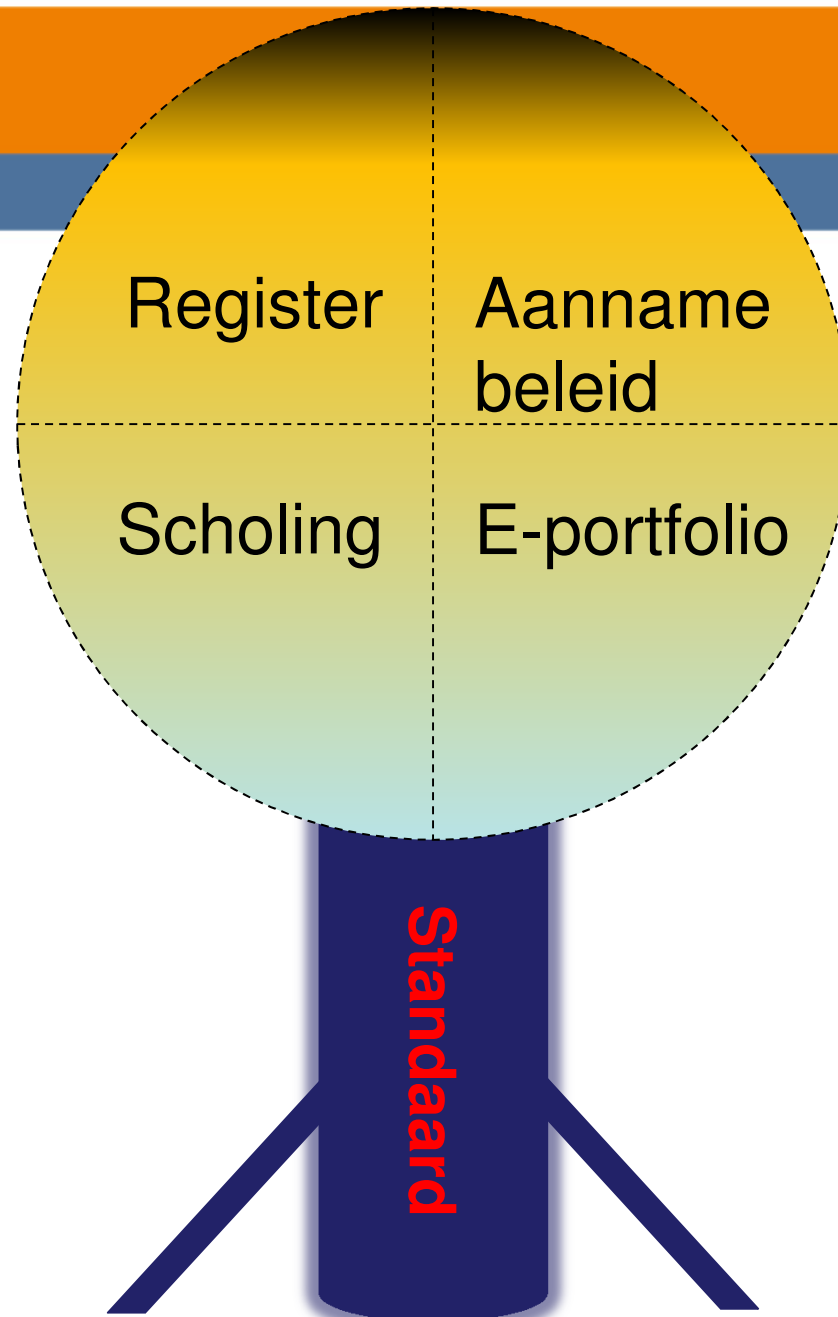 Register
Aanname
beleid
Scholing
E-portfolio
Standaard